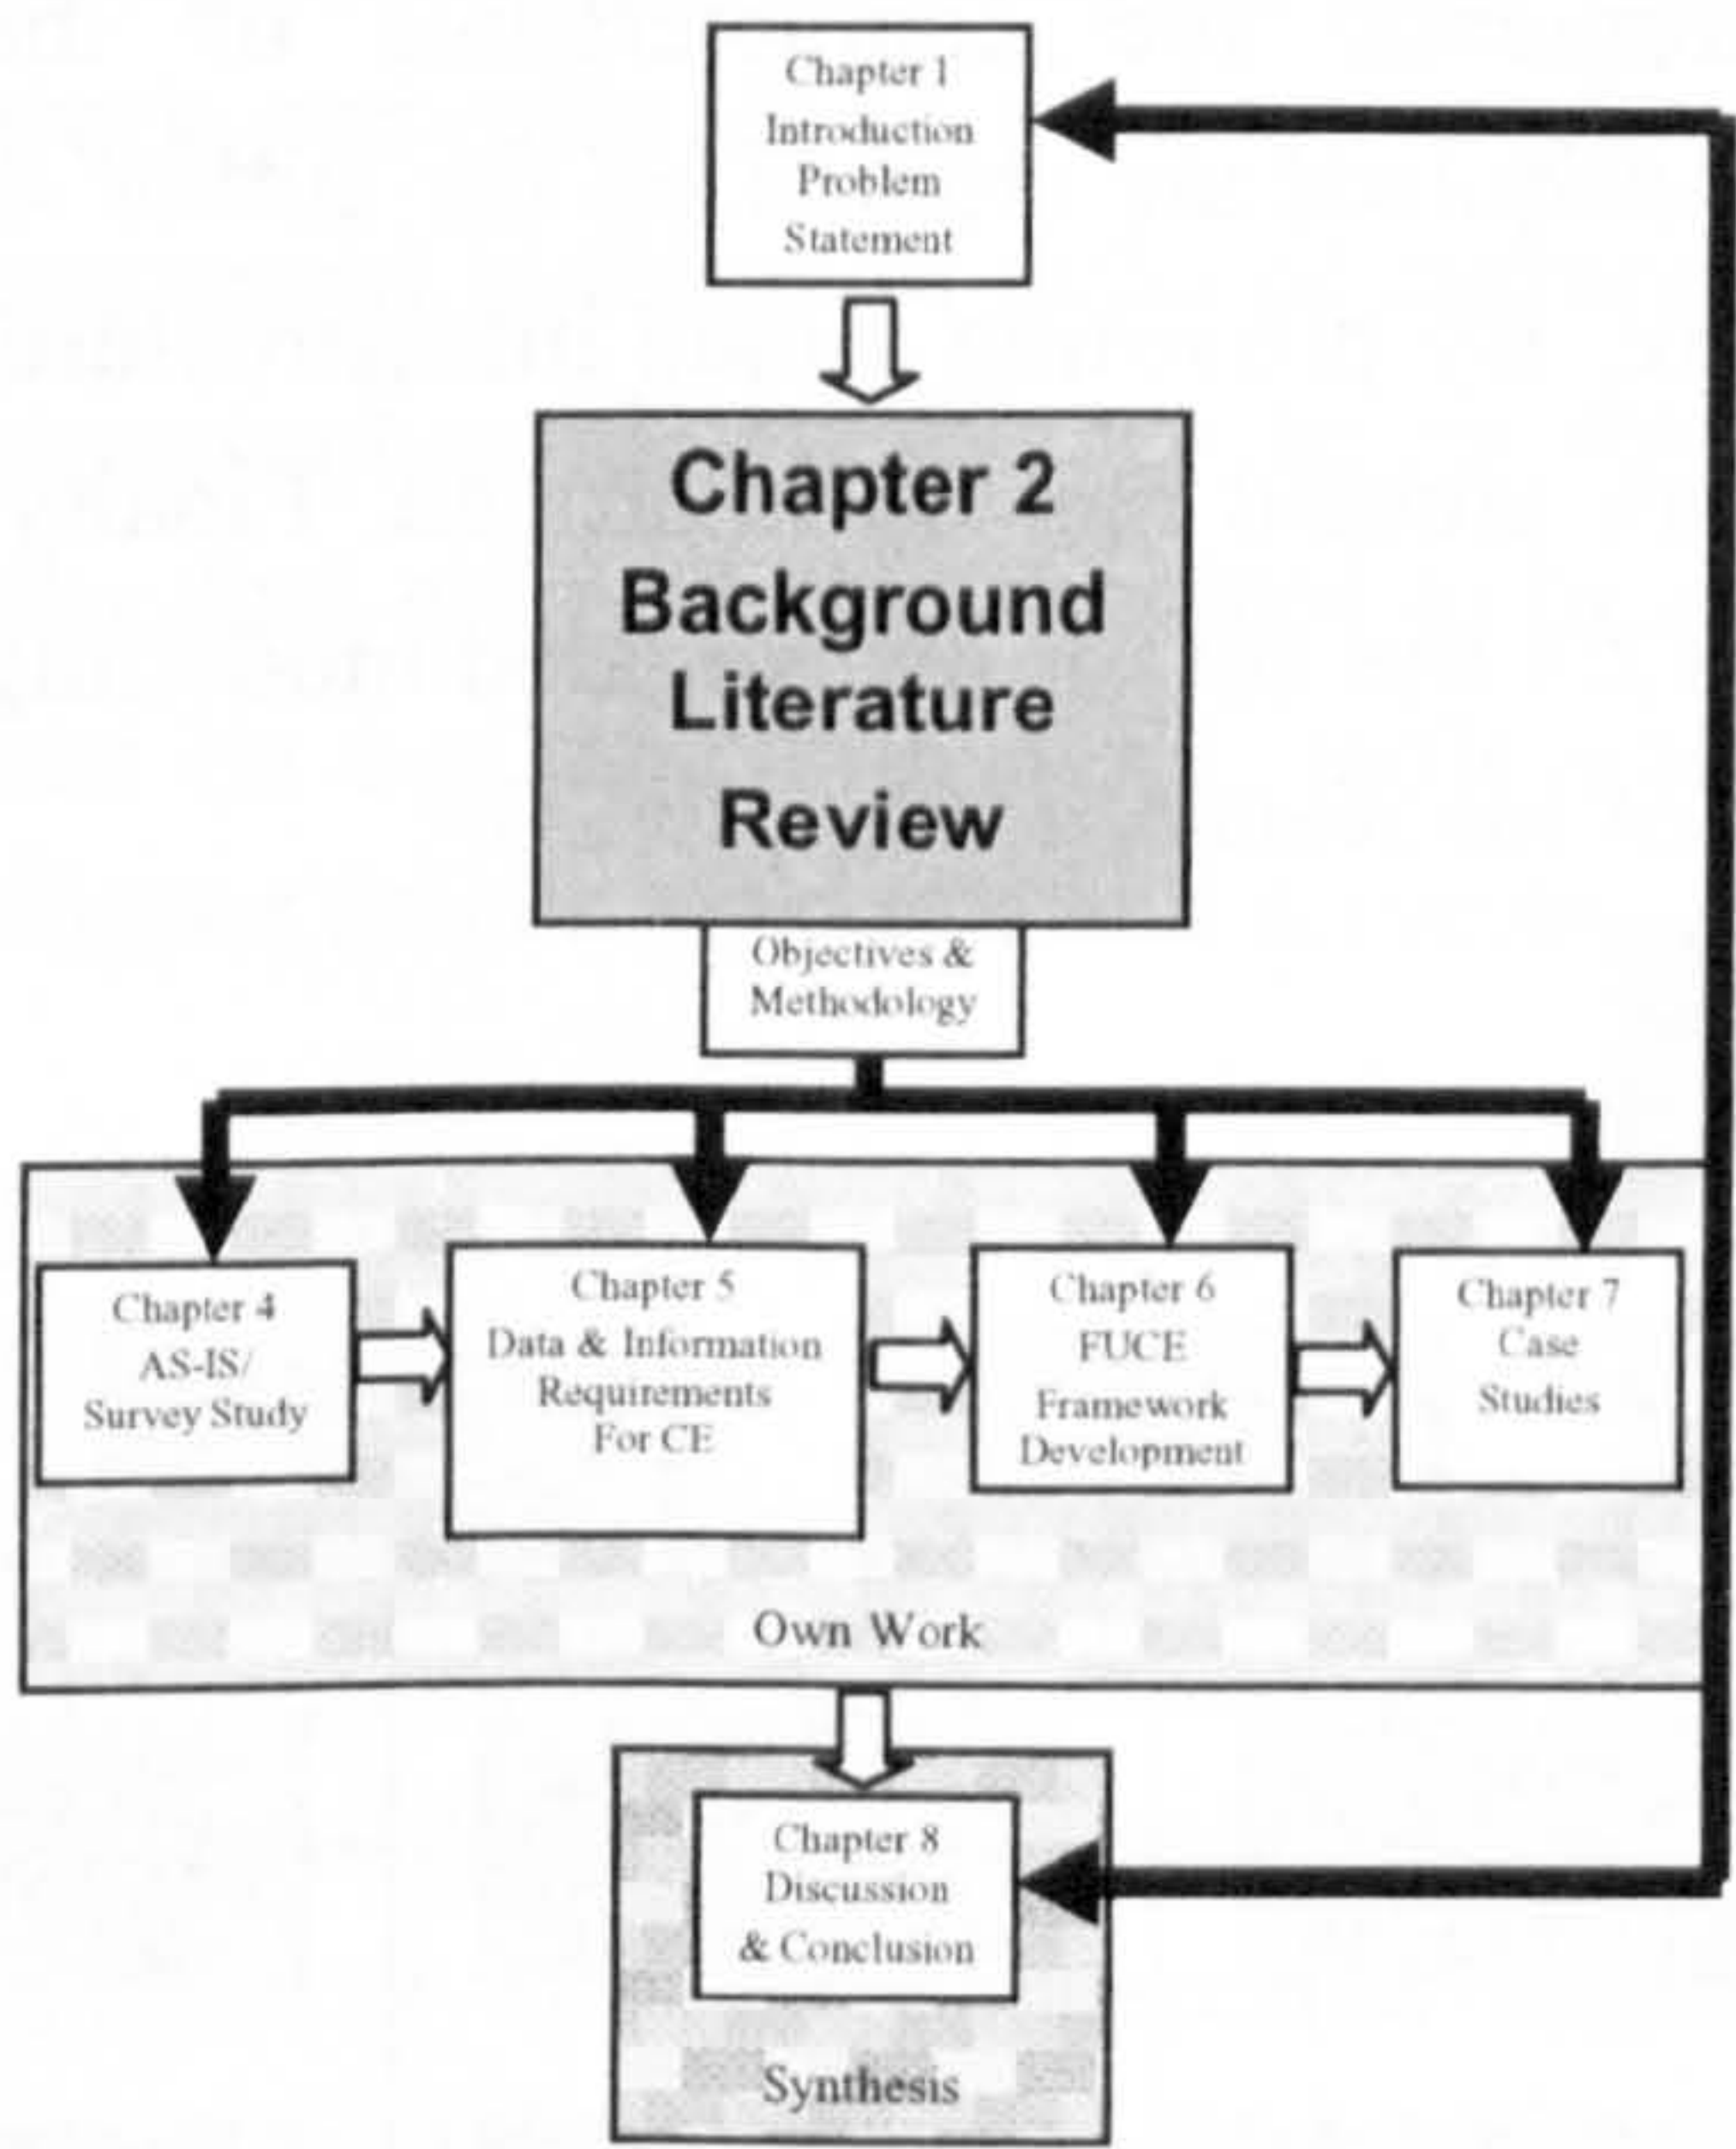 Chapter 1
Introduction
Problem
Statement
Chapter 2
Background
Literature
Review
Objectives &
Methodology
Chapter 4
AS-IS/
Survey Study
Chapter 5
Data & Information
Requirements
For CE
Chapter 6
FUCE
Framework
Development
Chapter 7
Case
Studies
Own Work
Chapter 8
Discussion
& Conclusion
Synthesis